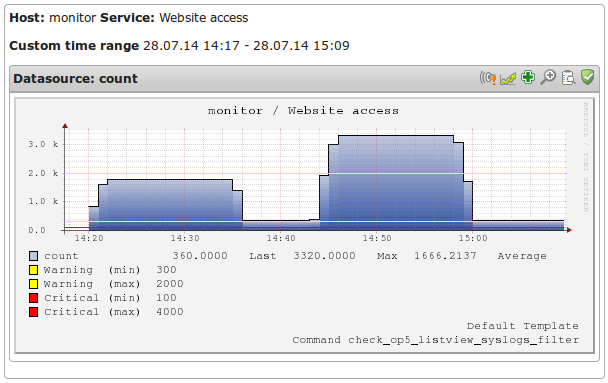 Host: monitor Service: Website access
Custom time range 28.07.14 14:17 - 28.07.14 15:09
Datasource: count
monitor / Website access
RRDTOOL / TOBI OETIKER
3.0 k
2.0 k
1.0 k
0.0
14:20 14:30 14:40 14:50 15:00
count 360.0000 Last 3320.0000 Max 1666.2137 Average
Warning (min) 300
Warning (max) 2000
Critical (min) 100
Critical (max) 4000
Default Template
Command check_op5_listview_syslogs_filter